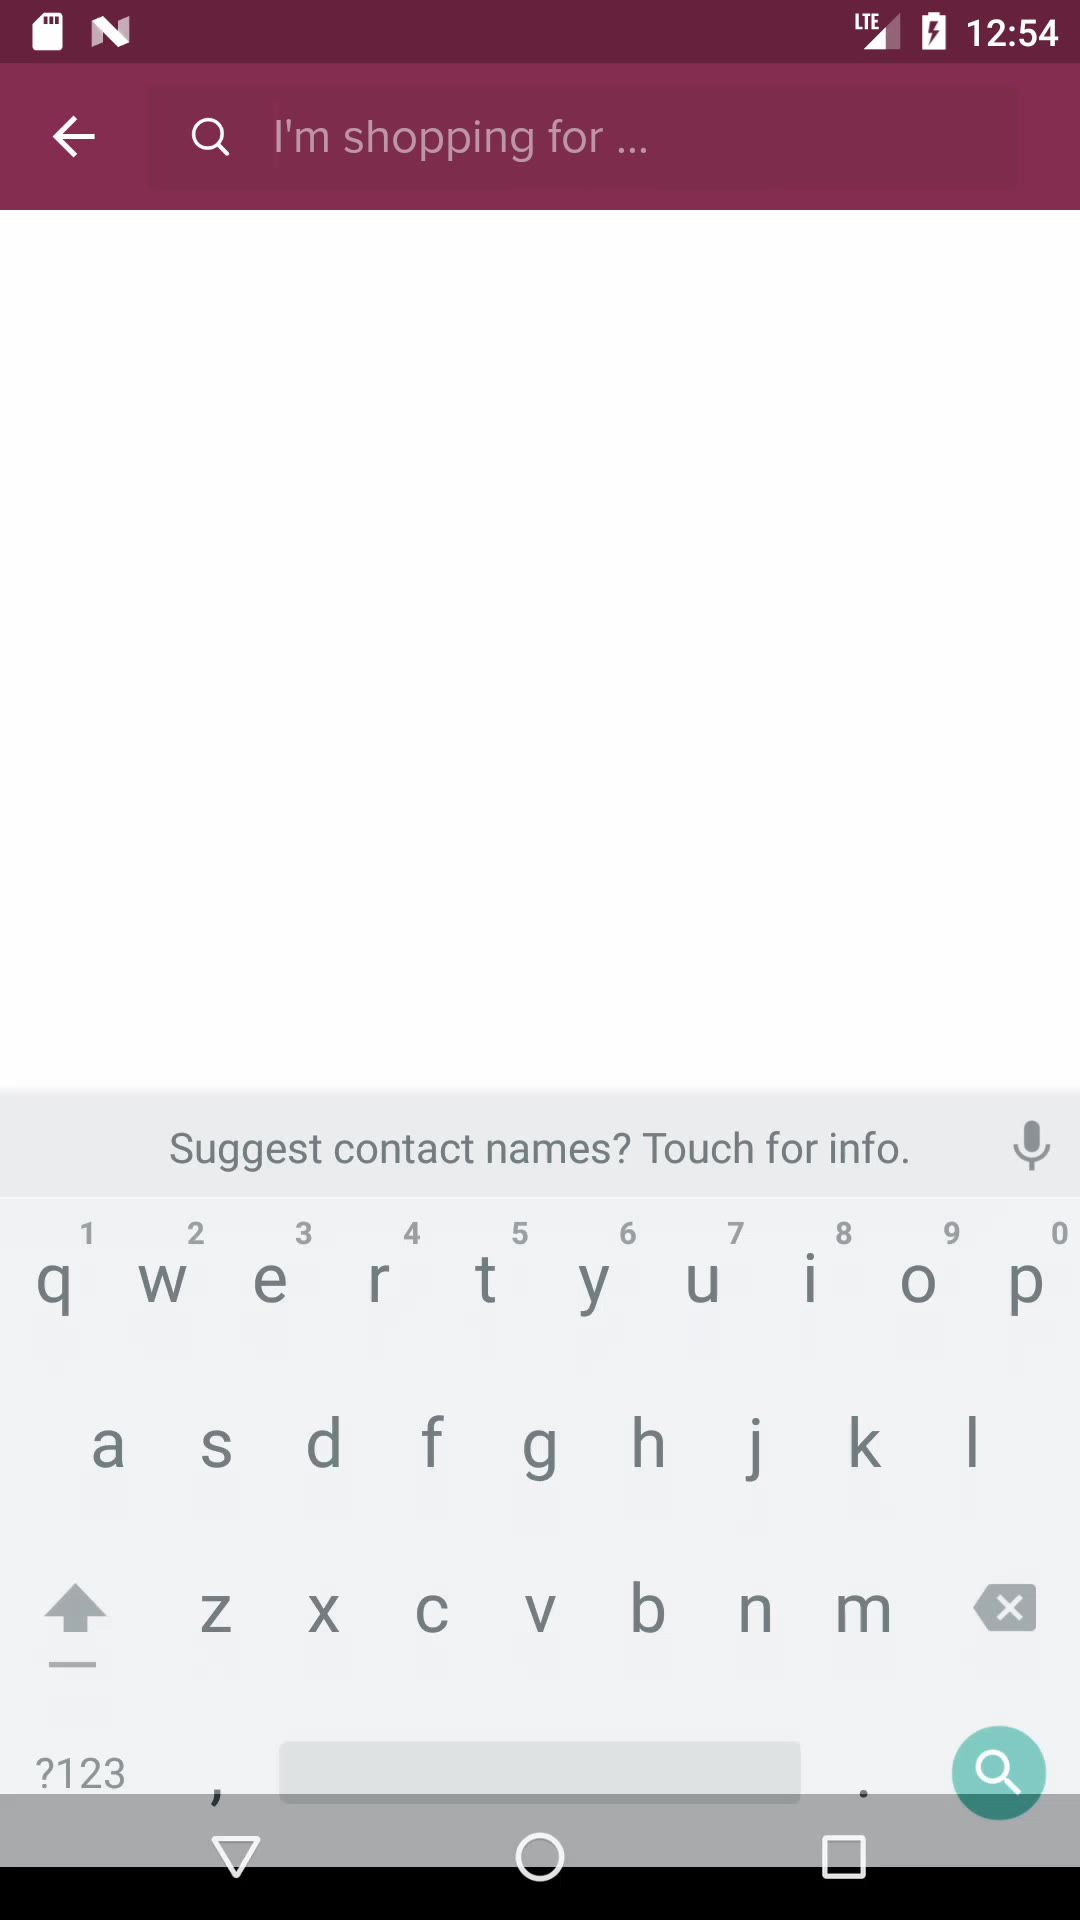 LTE 12:54
I'm shopping for ...
Suggest contact names? Touch for info.
1 2 3 4 5 6 7 8 9 0
q w e r t y u i o p
a s d f g h j k l
z x c v b n m
?123 , .